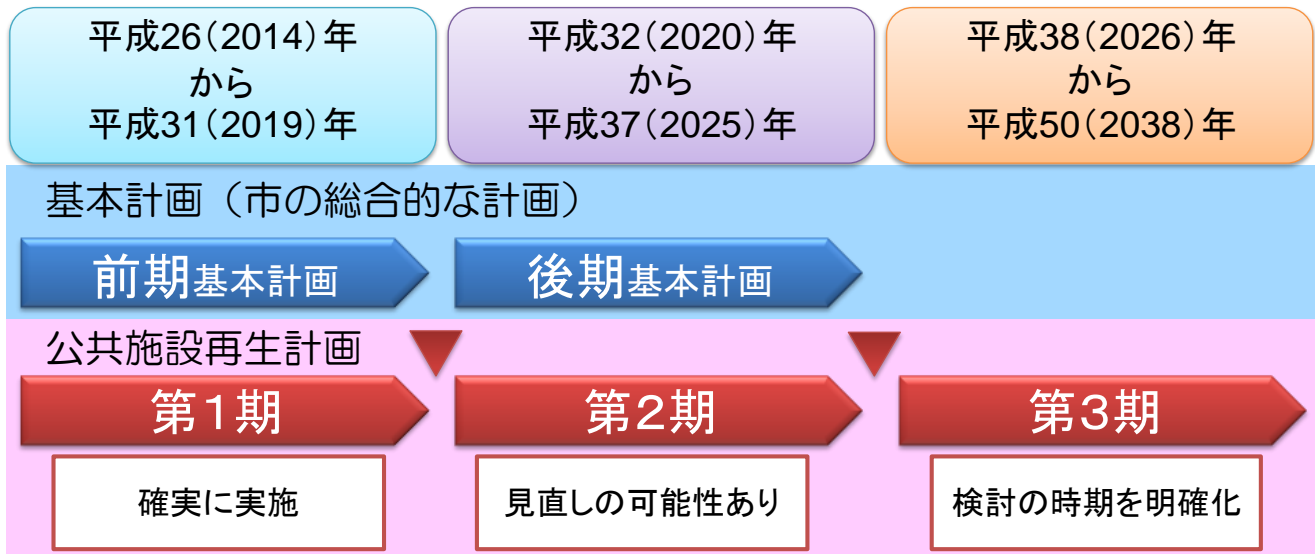 平成26(2014)年
から
平成31(2019)年
平成32(2020)年
から
平成37(2025)年
平成38(2026)年
から
平成50(2038)年
基本計画（市の総合的な計画）
前期基本計画
後期基本計画
公共施設再生計画
第1期
第2期
第3期
確実に実施
見直しの可能性あり
検討の時期を明確化